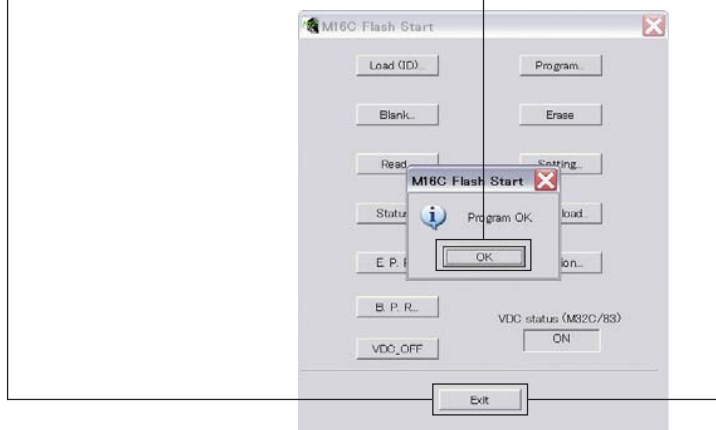 M16C Flash Start
Load (ID)... Program...
Blank... Erase
Read... Setting...
M16C Flash Start
Program OK.
OK
E. P. R...
B. P. R...
VDC status (M32C/83)
ON
VDC_OFF
Exit